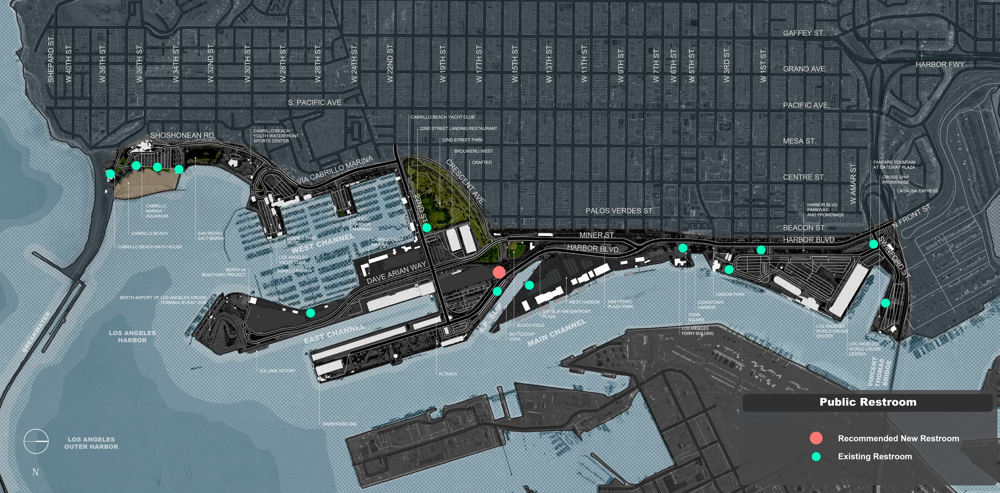 GAFFEY ST.
SHEPARD ST.
W 40TH ST.
W 38TH ST.
W 36TH ST.
W 34TH ST.
W 32ND ST.
W 30TH ST.
W 28TH ST.
W 26TH ST.
W 24TH ST.
W 22ND ST.
W 19TH ST.
W 17TH ST.
W 15TH ST.
W 13TH ST.
W 11TH ST.
W 9TH ST.
W 7TH ST.
W 6TH ST.
W 5TH ST.
W 3RD ST.
W 1ST ST.
GRAND AVE.
HARBOR FWY
S. PACIFIC AVE
PACIFIC AVE.
MESA ST.
CENTRE ST.
W AMAR ST
PALOS VERDES ST.
BEACON ST.
HARBOR BLVD.
N FRONT ST.
SWINFORD ST.
SHOSHONEAN RD.
VIA CABRILLO MARINA
22ND ST.
CRESCENT AVE
MINER ST.
HARBOR BLVD.
DAVE ARIAN WAY
CABRILLO BEACH
YOUTH WATERFRONT
SPORTS CENTER
CABRILLO BEACH YACHT CLUB
22ND STREET LANDING RESTAURANT
22ND STREET PARK
BROUWERIJ WEST
CRAFTED
FANFARE FOUNTAIN
AT GATEWAY PLAZA
CRUISE SHIP
PROMENADE
CATALINA EXPRESS
HARBOR BLVD.
PARKWAY
AND PROMENADE
CABRILLO
MARINA
AQUARIUM
CABRILLO BEACH
CABRILLO BEACH BATH HOUSE
SAN PEDRO
SALT MARSH
HOLIDAY
HARBOR
MARINAS
DOUBLE TREE
HOTEL
WEST CHANNEL
CABRILLO WAY
MARINA
LOS ANGELES
YACHT CLUB
CABRILLO MARINA
BERTH 44
BOATYARD PROJECT
BERTH 46/PORT OF LOS ANGELES CRUISE
TERMINAL/EVENT SITE
EAST CHANNEL
S.P. SLIP
MAIN CHANNEL
WEST HARBOR
S.P. SLIP WATERFRONT
PLAZA
BLOCH FIELD
BATTLESHIP
IOWA
SAN PEDRO
PLAZA PARK
GIBSON PARK
DOWNTOWN
HARBOR
TOWN
SQUARE
LOS ANGELES
FERRY BUILDING
LOS ANGELES
WORLD CRUISE
CENTER
LOS ANGELES
WORLD CRUISE
CENTER
VINCENT
THOMAS
BRIDGE
BREAKWATER
LOS ANGELES
HARBOR
S.S. LANE VICTORY
ALTASEA
WAREHOUSE ONE
LOS ANGELES
OUTER HARBOR
N
Public Restroom
Recommended New Restroom
Existing Restroom